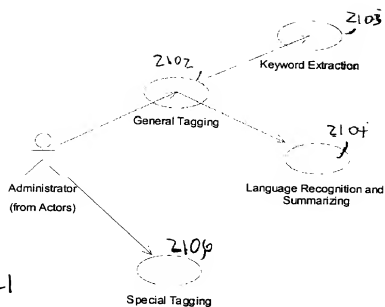 2103
Keyword Extraction
2102
General Tagging
2104
Language Recognition and
Summarizing
Administrator
(from Actors)
2106
Special Tagging